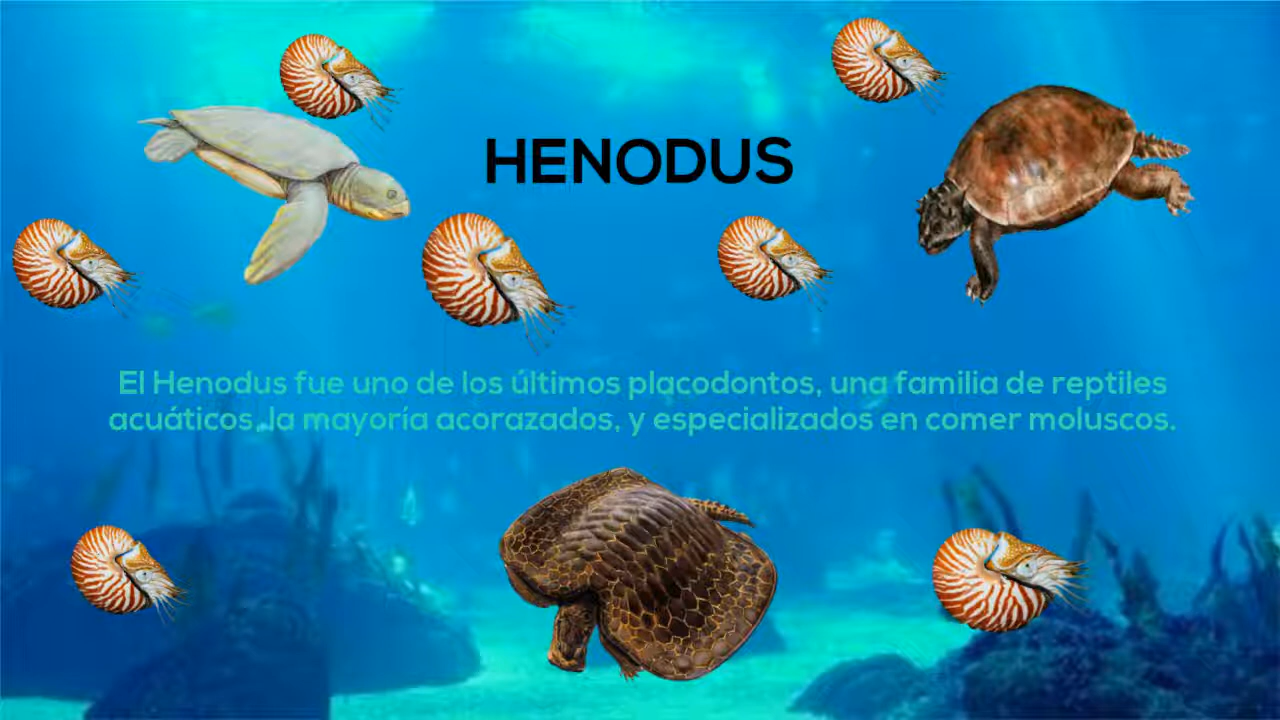 HENODUS
El Henodus fue uno de los últimos placodontos, una familia de reptiles
acuáticos, la mayoría acorazados, y especializados en comer moluscos.